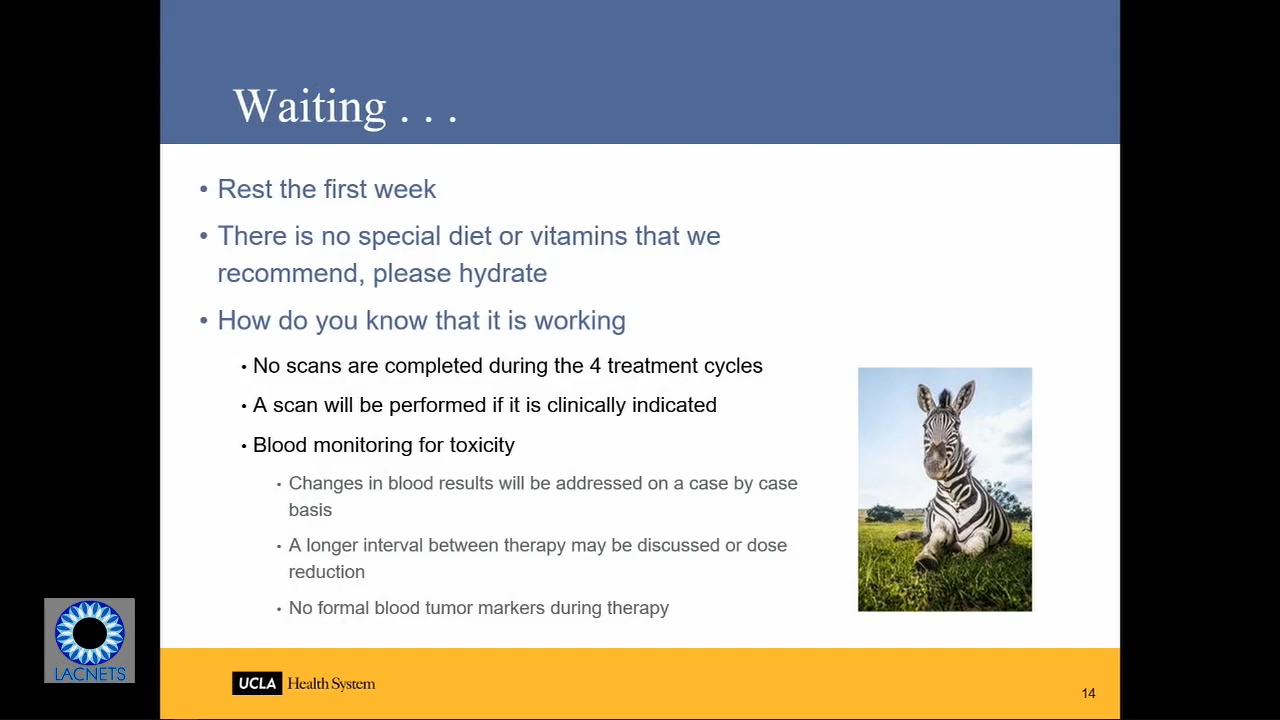 Waiting . . .
• Rest the first week
• There is no special diet or vitamins that we
recommend, please hydrate
• How do you know that it is working
• No scans are completed during the 4 treatment cycles
• A scan will be performed if it is clinically indicated
• Blood monitoring for toxicity
• Changes in blood results will be addressed on a case by case
basis
• A longer interval between therapy may be discussed or dose
reduction
• No formal blood tumor markers during therapy
LACNETS
UCLA Health System
14